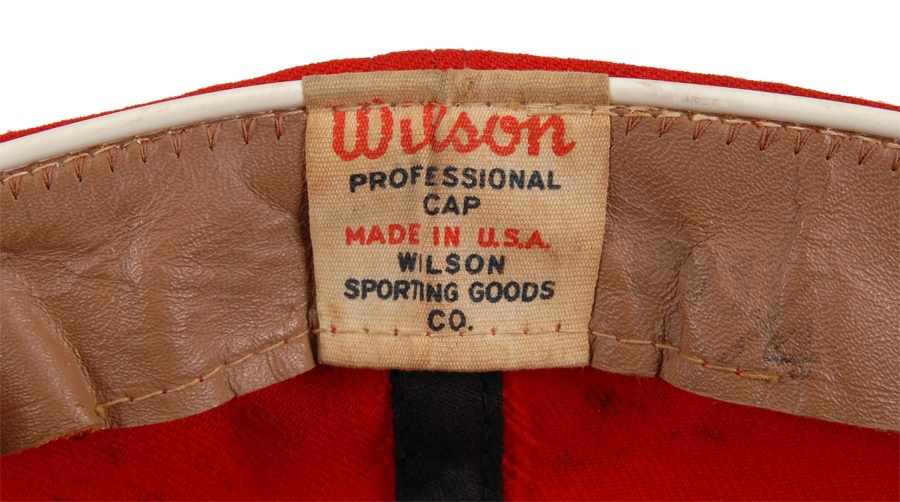 Wilson
PROFESSIONAL
CAP
MADE IN U.S.A.
WILSON
SPORTING GOODS
CO.